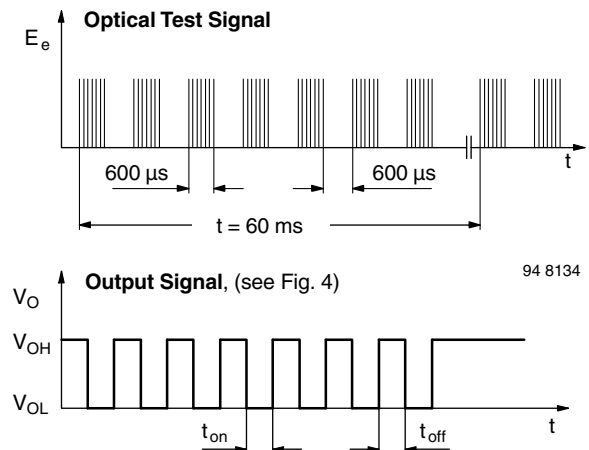 Optical Test Signal
E e
t
600 µs
600 µs
t = 60 ms
94 8134
Output Signal, (see Fig. 4)
V O
V OH
V OL
t
t on
t off